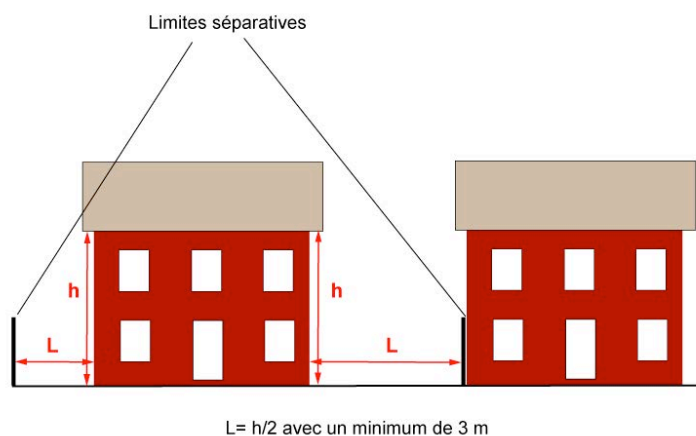 Limites séparatives
h
h
L
L
L= h/2 avec un minimum de 3 m